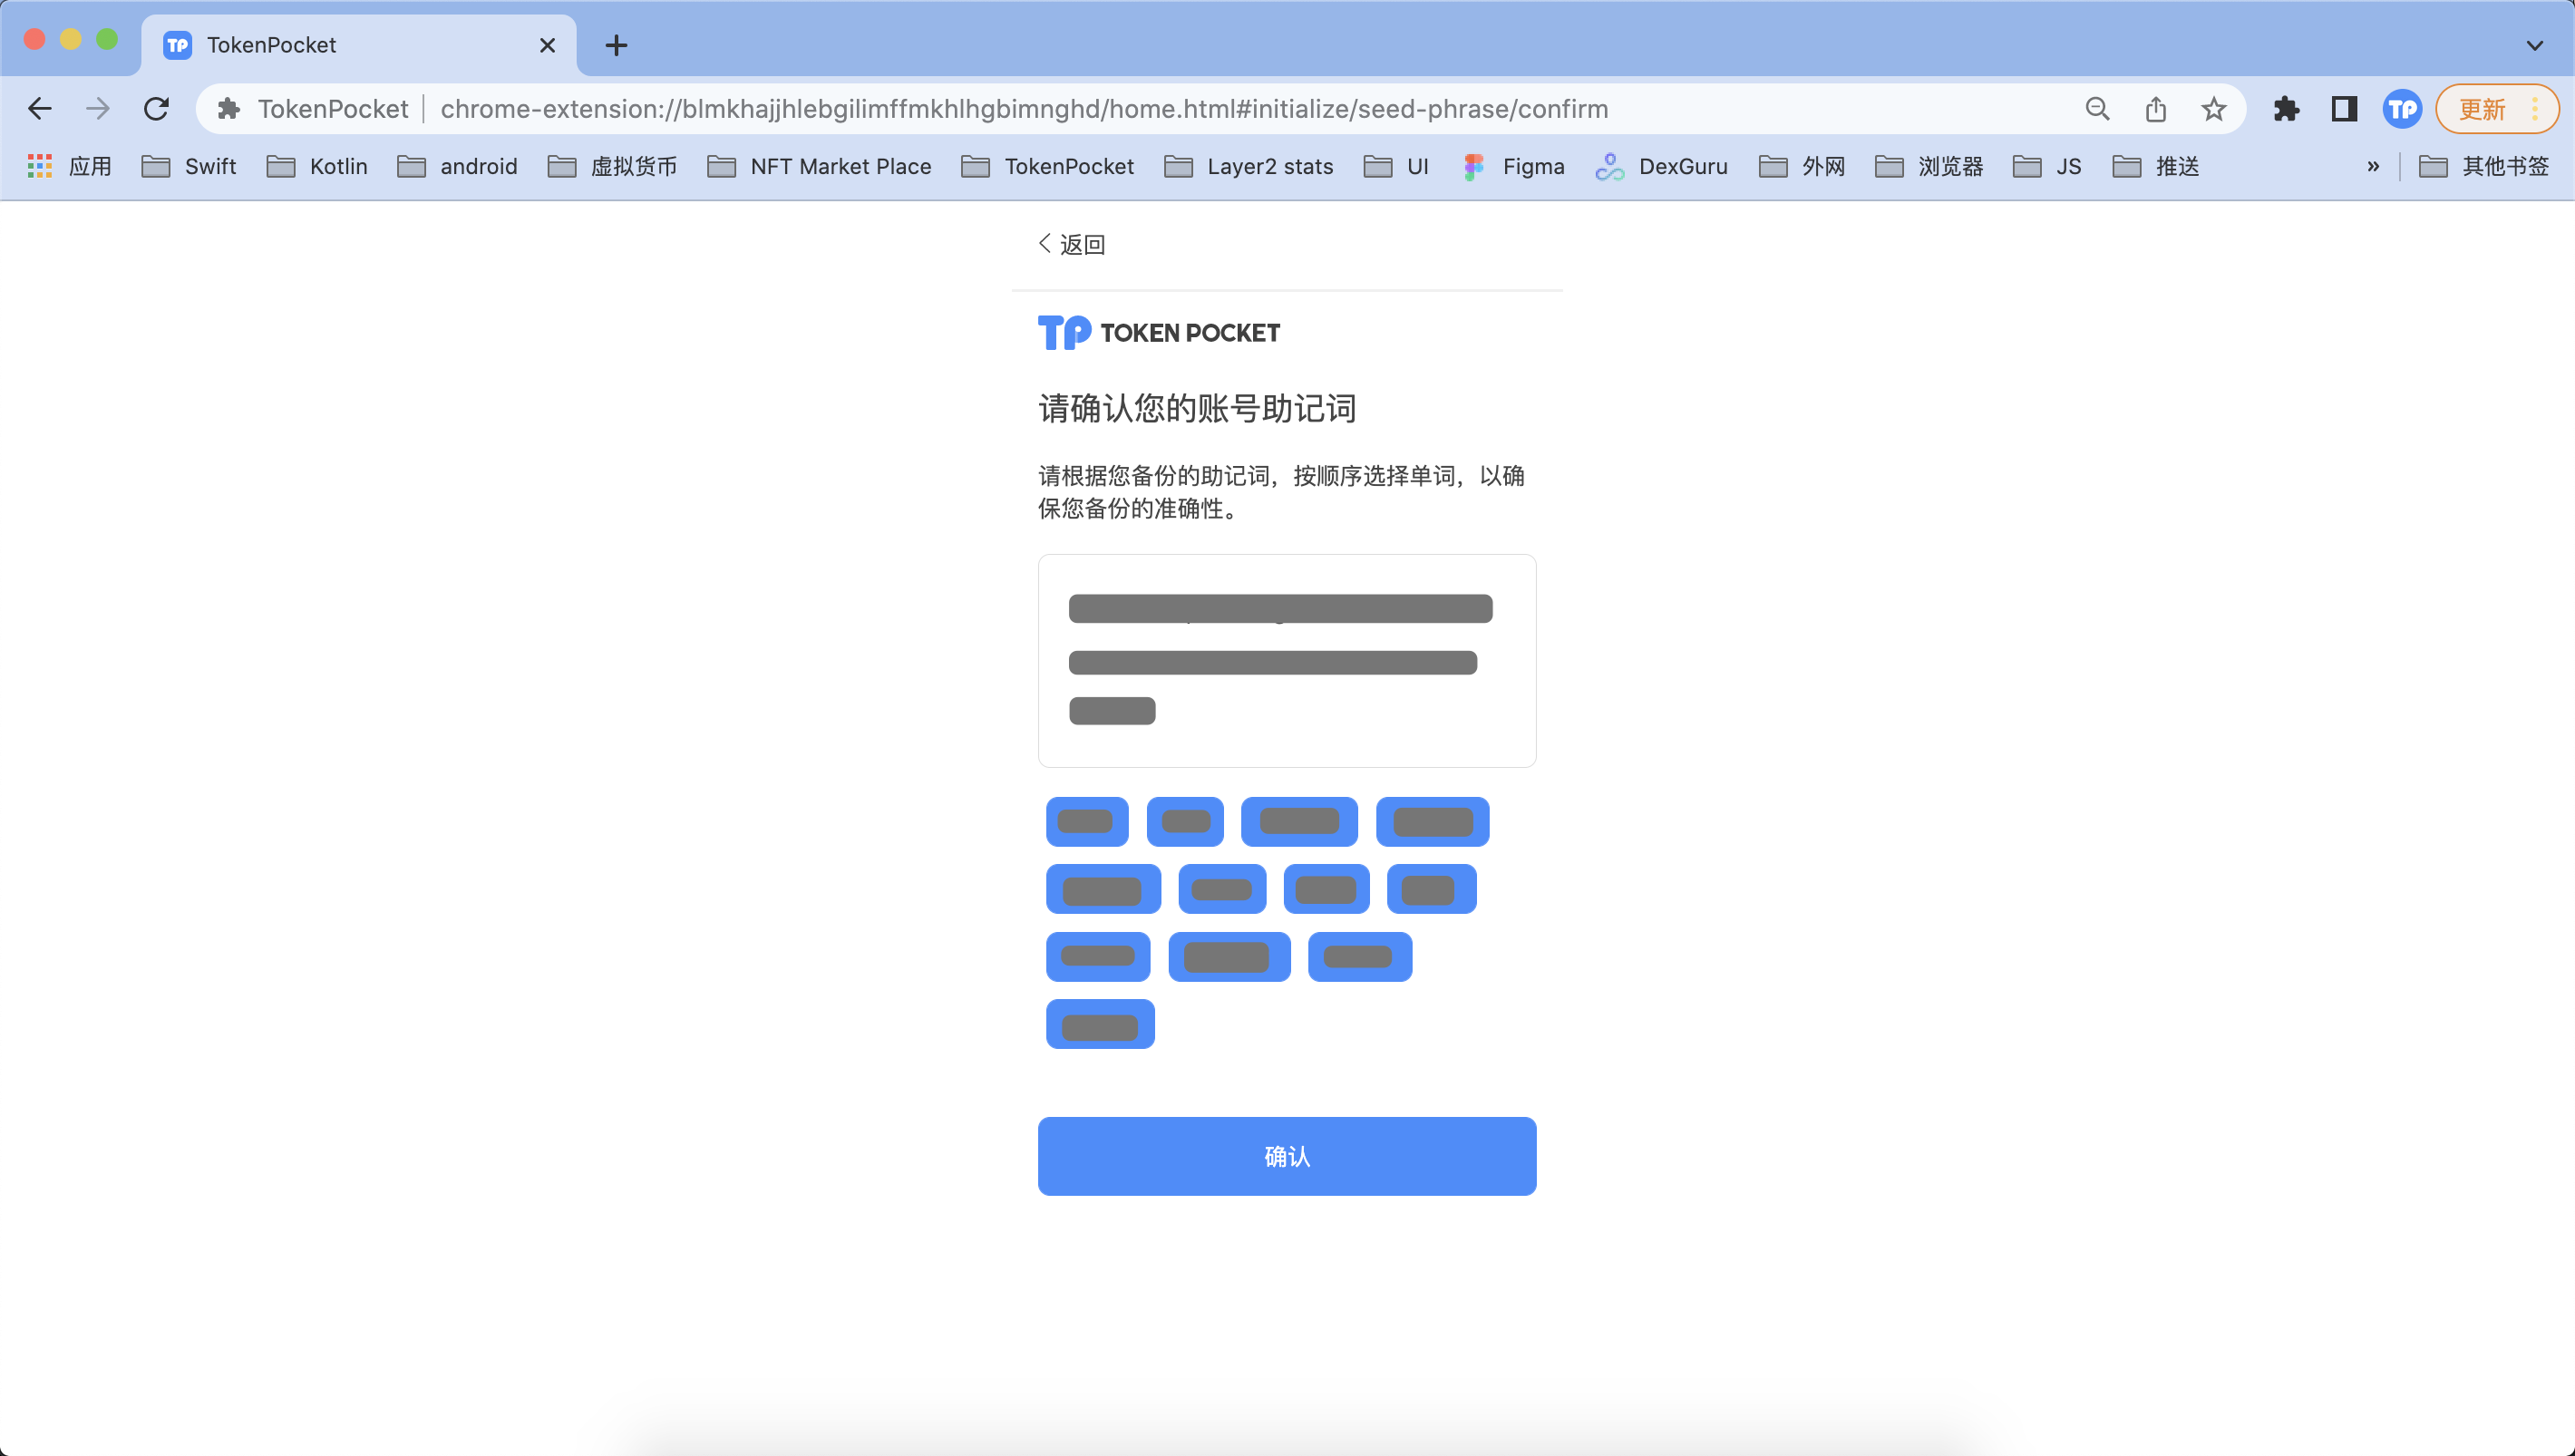 TP TokenPocket
TokenPocket | chrome-extension://blmkhajjhlebgilimffmkhlhgbimnghd/home.html#initialize/seed-phrase/confirm TP 更新
应用 Swift Kotlin android 虚拟货币 NFT Market Place TokenPocket Layer2 stats UI Figma DexGuru 外网 浏览器 JS 推送 » 其他书签
返回
TP TOKEN POCKET
请确认您的账号助记词
请根据您备份的助记词，按顺序选择单词，以确
保您备份的准确性。
确认